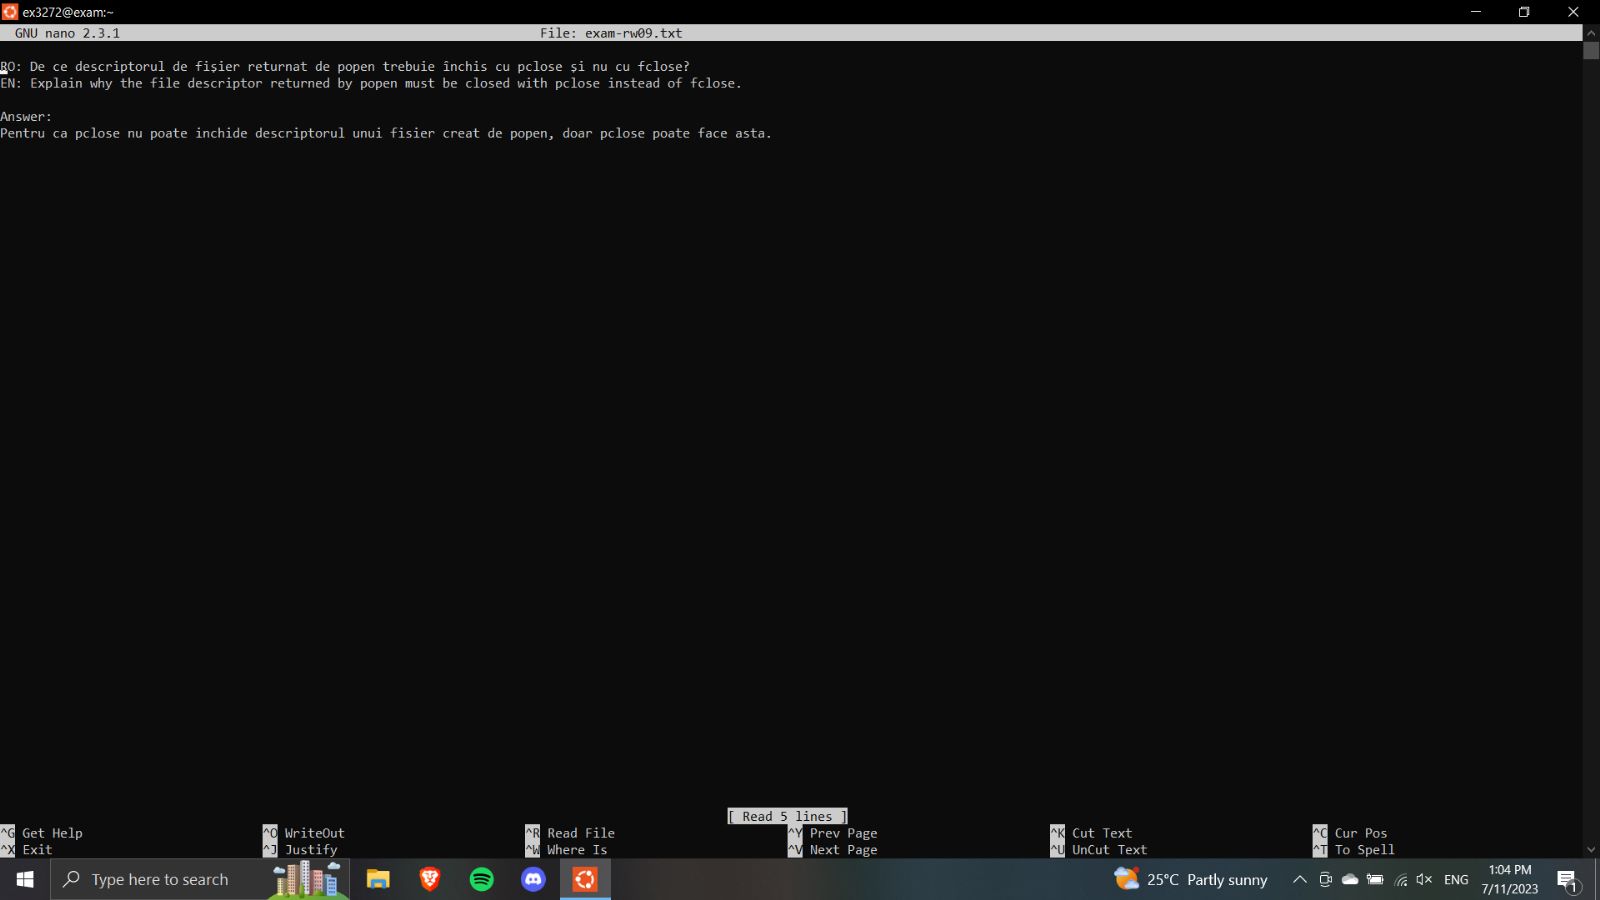 ex3272@exam:~
GNU nano 2.3.1 File: exam-rw09.txt
RO: De ce descriptorul de fișier returnat de popen trebuie închis cu pclose și nu cu fclose?
EN: Explain why the file descriptor returned by popen must be closed with pclose instead of fclose.
Answer:
Pentru ca pclose nu poate inchide descriptorul unui fisier creat de popen, doar pclose poate face asta.
[ Read 5 lines ]
^G Get Help ^O WriteOut ^R Read File ^Y Prev Page ^K Cut Text ^C Cur Pos
^X Exit ^J Justify ^W Where Is ^V Next Page ^U UnCut Text ^T To Spell
Type here to search 25°C Partly sunny ENG 1:04 PM
7/11/2023 1